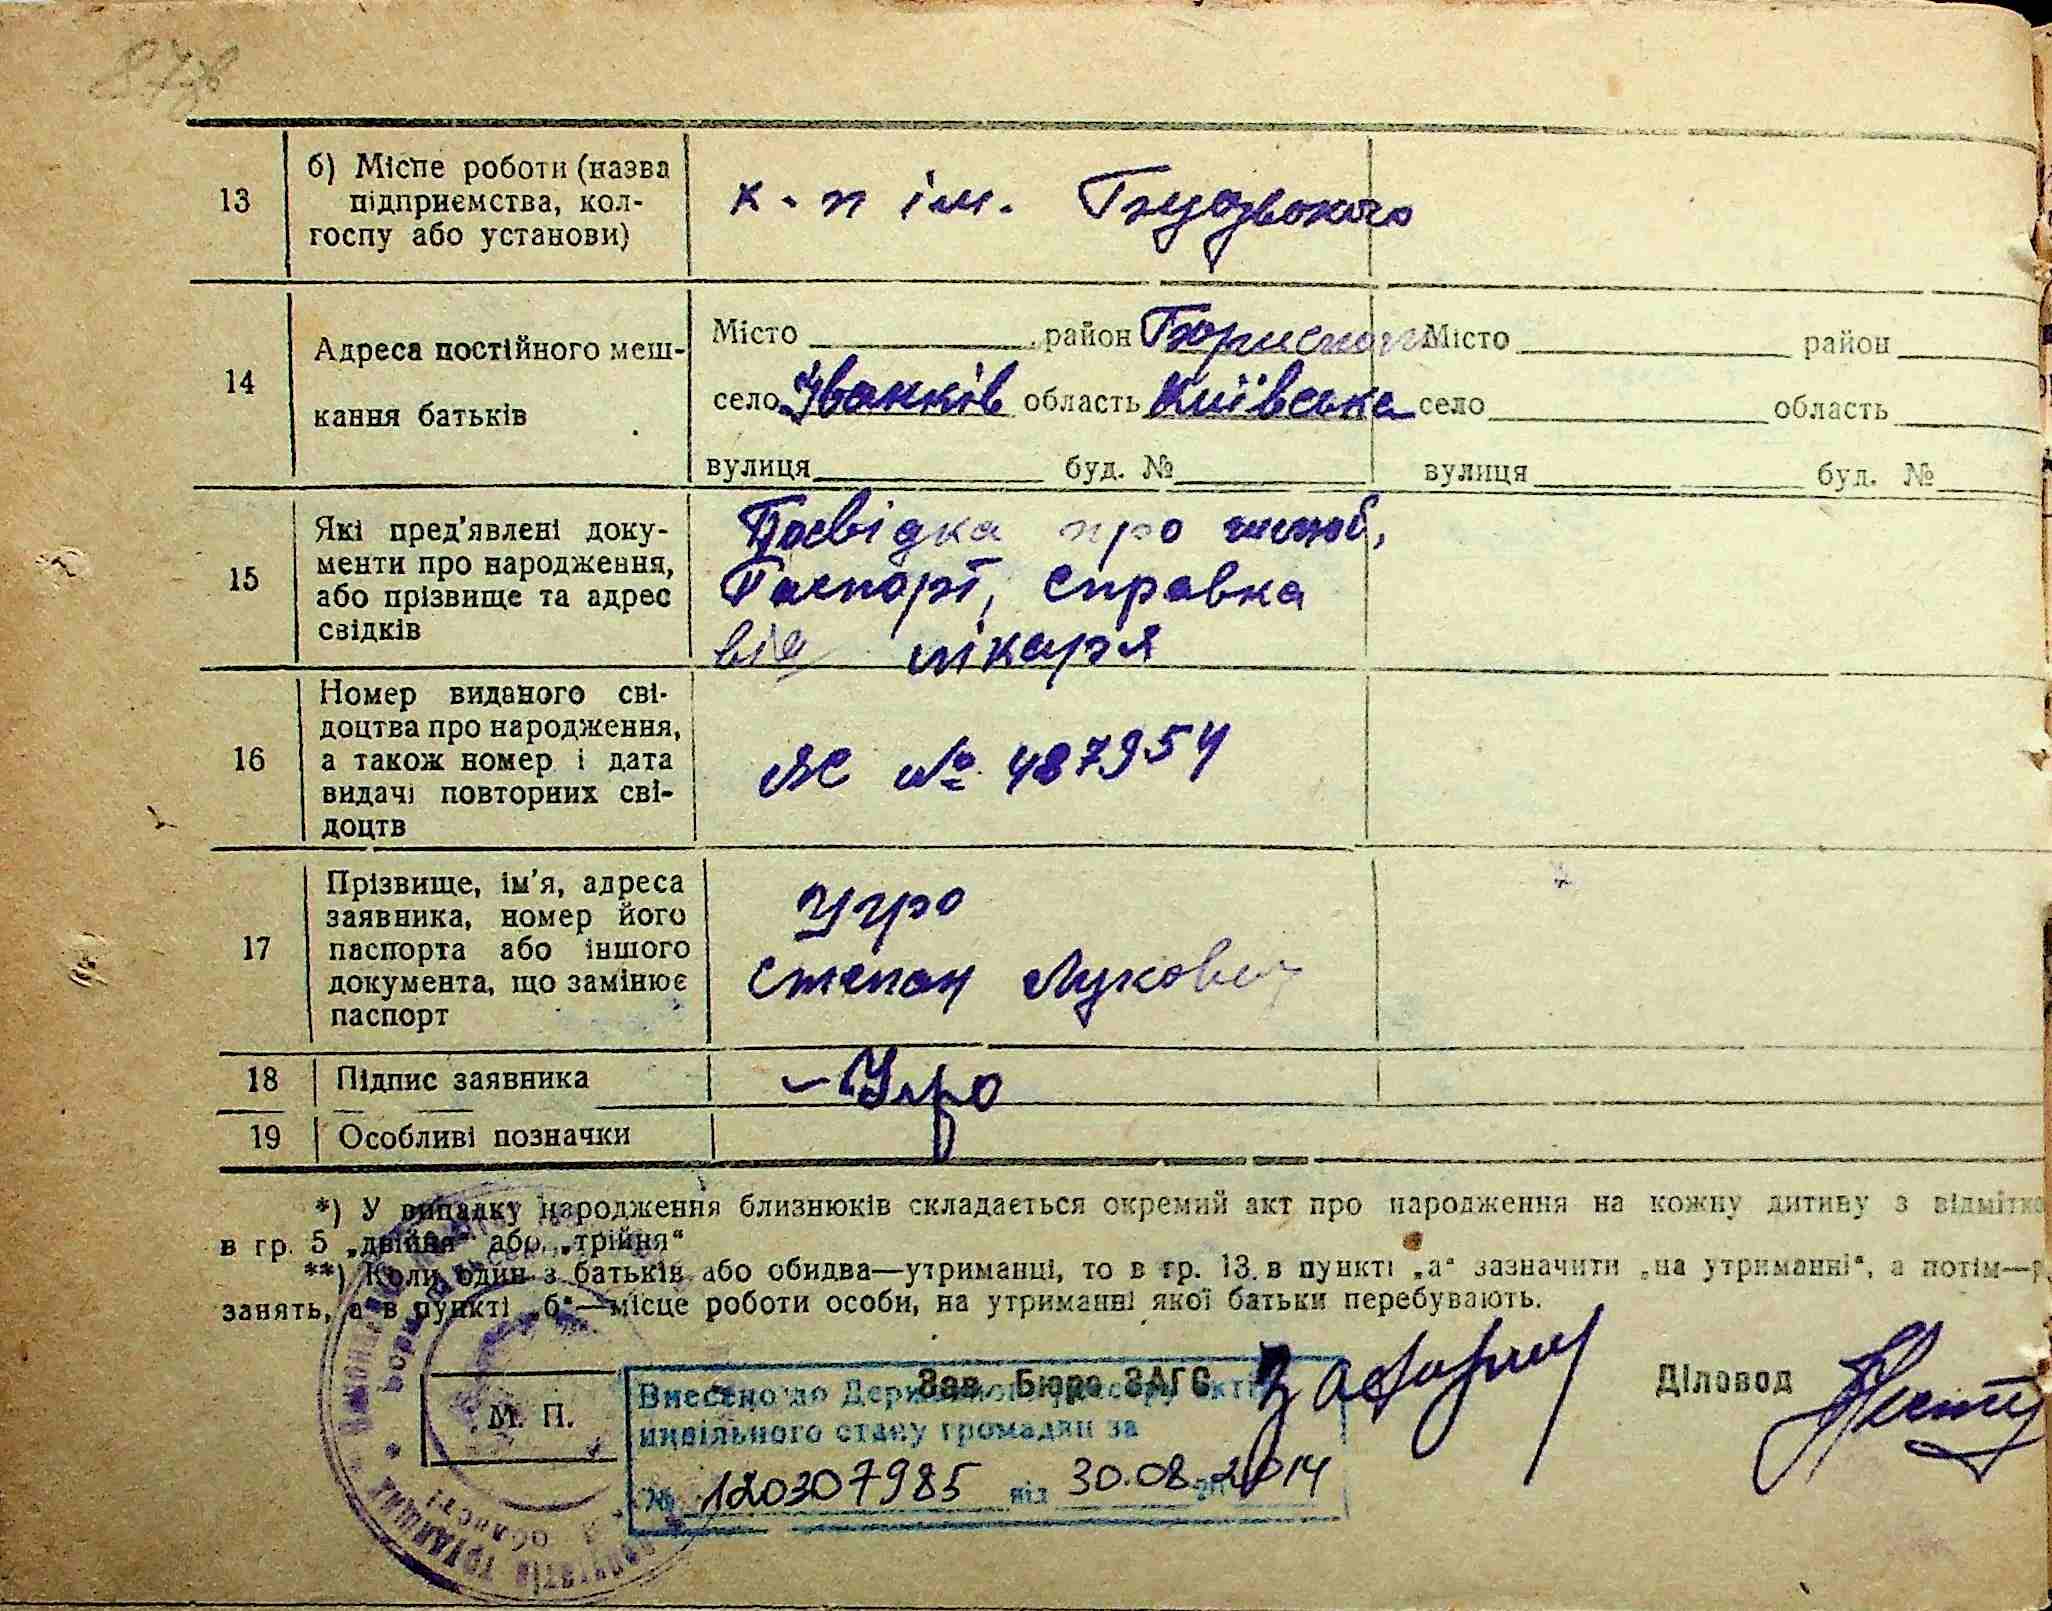 87зв
13
б) Місце роботи (назва
підприємства, кол-
госпу або установи)
к-п ім. Будьоного
14
Адреса постійного меш-
кання батьків
Місто район Бориспол Місто район
село Іванків область Київська село область
вулиця буд. № вулиця буд. №
15
Які пред'явлені доку-
менти про народження,
або прізвище та адрес
свідків
Посвідка про шлюб,
Паспорт, справка
від лікаря
16
Номер виданого сві-
доцтва про народження,
а також номер і дата
видачі повторних сві-
доцтв
ЯС № 487954
17
Прізвище, ім'я, адреса
заявника, номер його
паспорта або іншого
документа, що замінює
паспорт
Угро
Степан Лукович
18
Підпис заявника
Угро
19
Особливі позначки
*) У випадку народження близнюків складається окремий акт про народження на кожну дитину з відмітко
в гр. 5 „двійня“ або „трійня“
**) Коли один з батьків або обидва—утриманці, то в гр. 13 в пункті „а“ зазначити „на утриманні“, а потім—р
занять, а в пункті „б“—місце роботи особи, на утриманні якої батьки перебувають.
М. П.
Зав. Бюро ЗАГС
Діловод
Внесено до Державного реєстру актів
цивільного стану громадян за
№ 120307985 від 30.08.2014